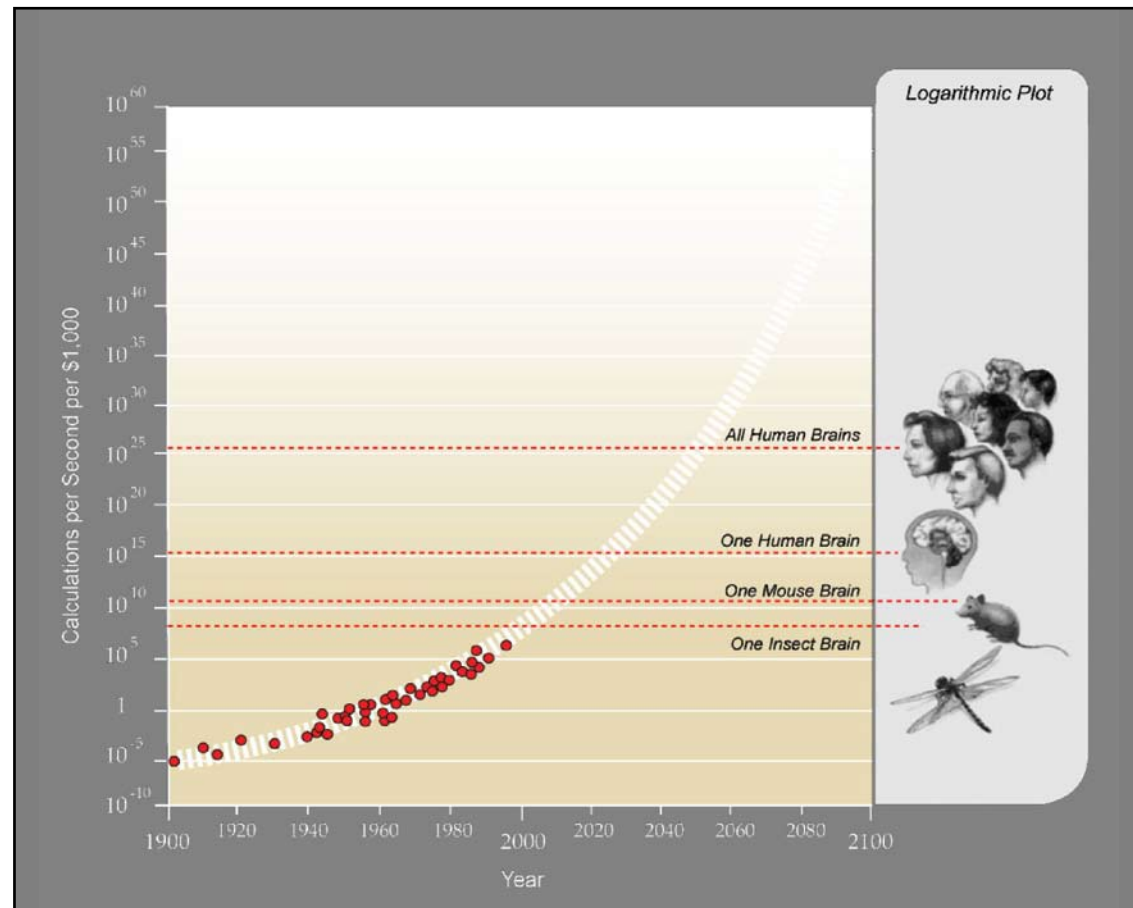 Logarithmic Plot
Calculations per Second per $1,000
10^60
10^55
10^50
10^45
10^40
10^35
10^30
10^25
10^20
10^15
10^10
10^5
1
10^-5
10^-10
All Human Brains
One Human Brain
One Mouse Brain
One Insect Brain
1900 1920 1940 1960 1980 2000 2020 2040 2060 2080 2100
Year